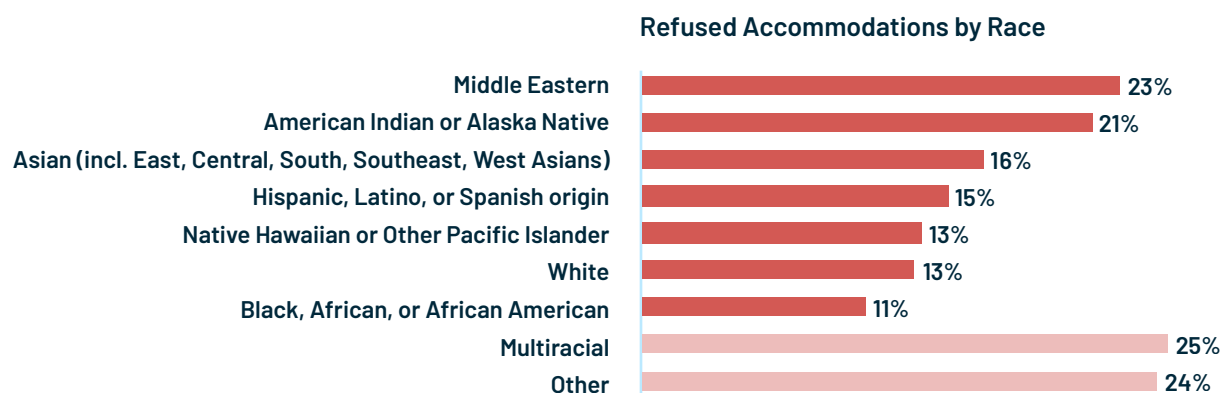 Refused Accommodations by Race
Middle Eastern 23%
American Indian or Alaska Native 21%
Asian (incl. East, Central, South, Southeast, West Asians) 16%
Hispanic, Latino, or Spanish origin 15%
Native Hawaiian or Other Pacific Islander 13%
White 13%
Black, African, or African American 11%
Multiracial 25%
Other 24%